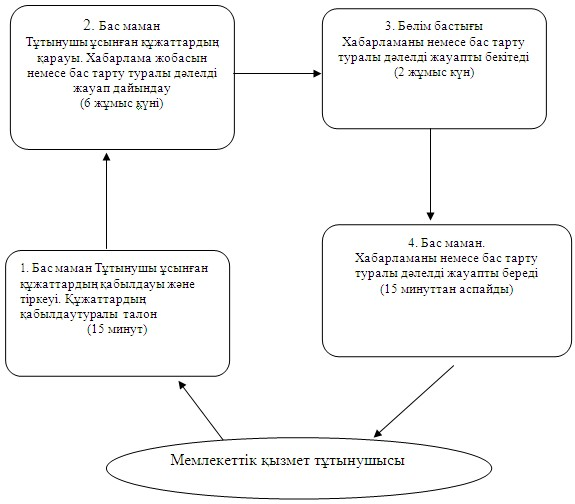 2. Бас маман
Тұтынушы ұсынған құжаттардың
қарауы. Хабарлама жобасын
немесе бас тарту туралы дәлелді
жауап дайындау
(6 жұмыс күні)
3. Бөлім бастығы
Хабарламаны немесе бас тарту
туралы дәлелді жауапты бекітеді
(2 жұмыс күн)
1. Бас маман Тұтынушы ұсынған
құжаттардың қабылдауы және
тіркеуі. Құжаттардың
қабылдаутуралы талон
(15 минут)
4. Бас маман.
Хабарламаны немесе бас тарту
туралы дәлелді жауапты береді
(15 минуттан аспайды)
Мемлекеттік қызмет тұтынушысы